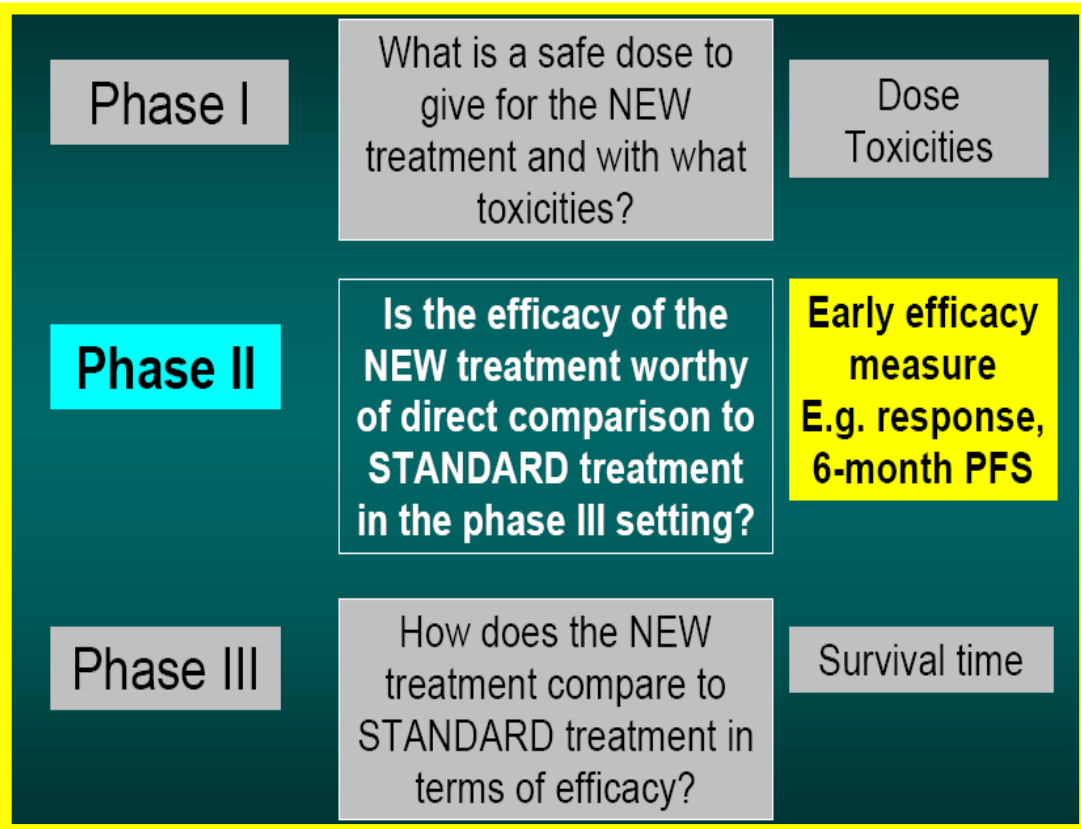 Phase I
What is a safe dose to
give for the NEW
treatment and with what
toxicities?
Dose
Toxicities
Phase II
Is the efficacy of the
NEW treatment worthy
of direct comparison to
STANDARD treatment
in the phase III setting?
Early efficacy
measure
E.g. response,
6-month PFS
Phase III
How does the NEW
treatment compare to
STANDARD treatment in
terms of efficacy?
Survival time